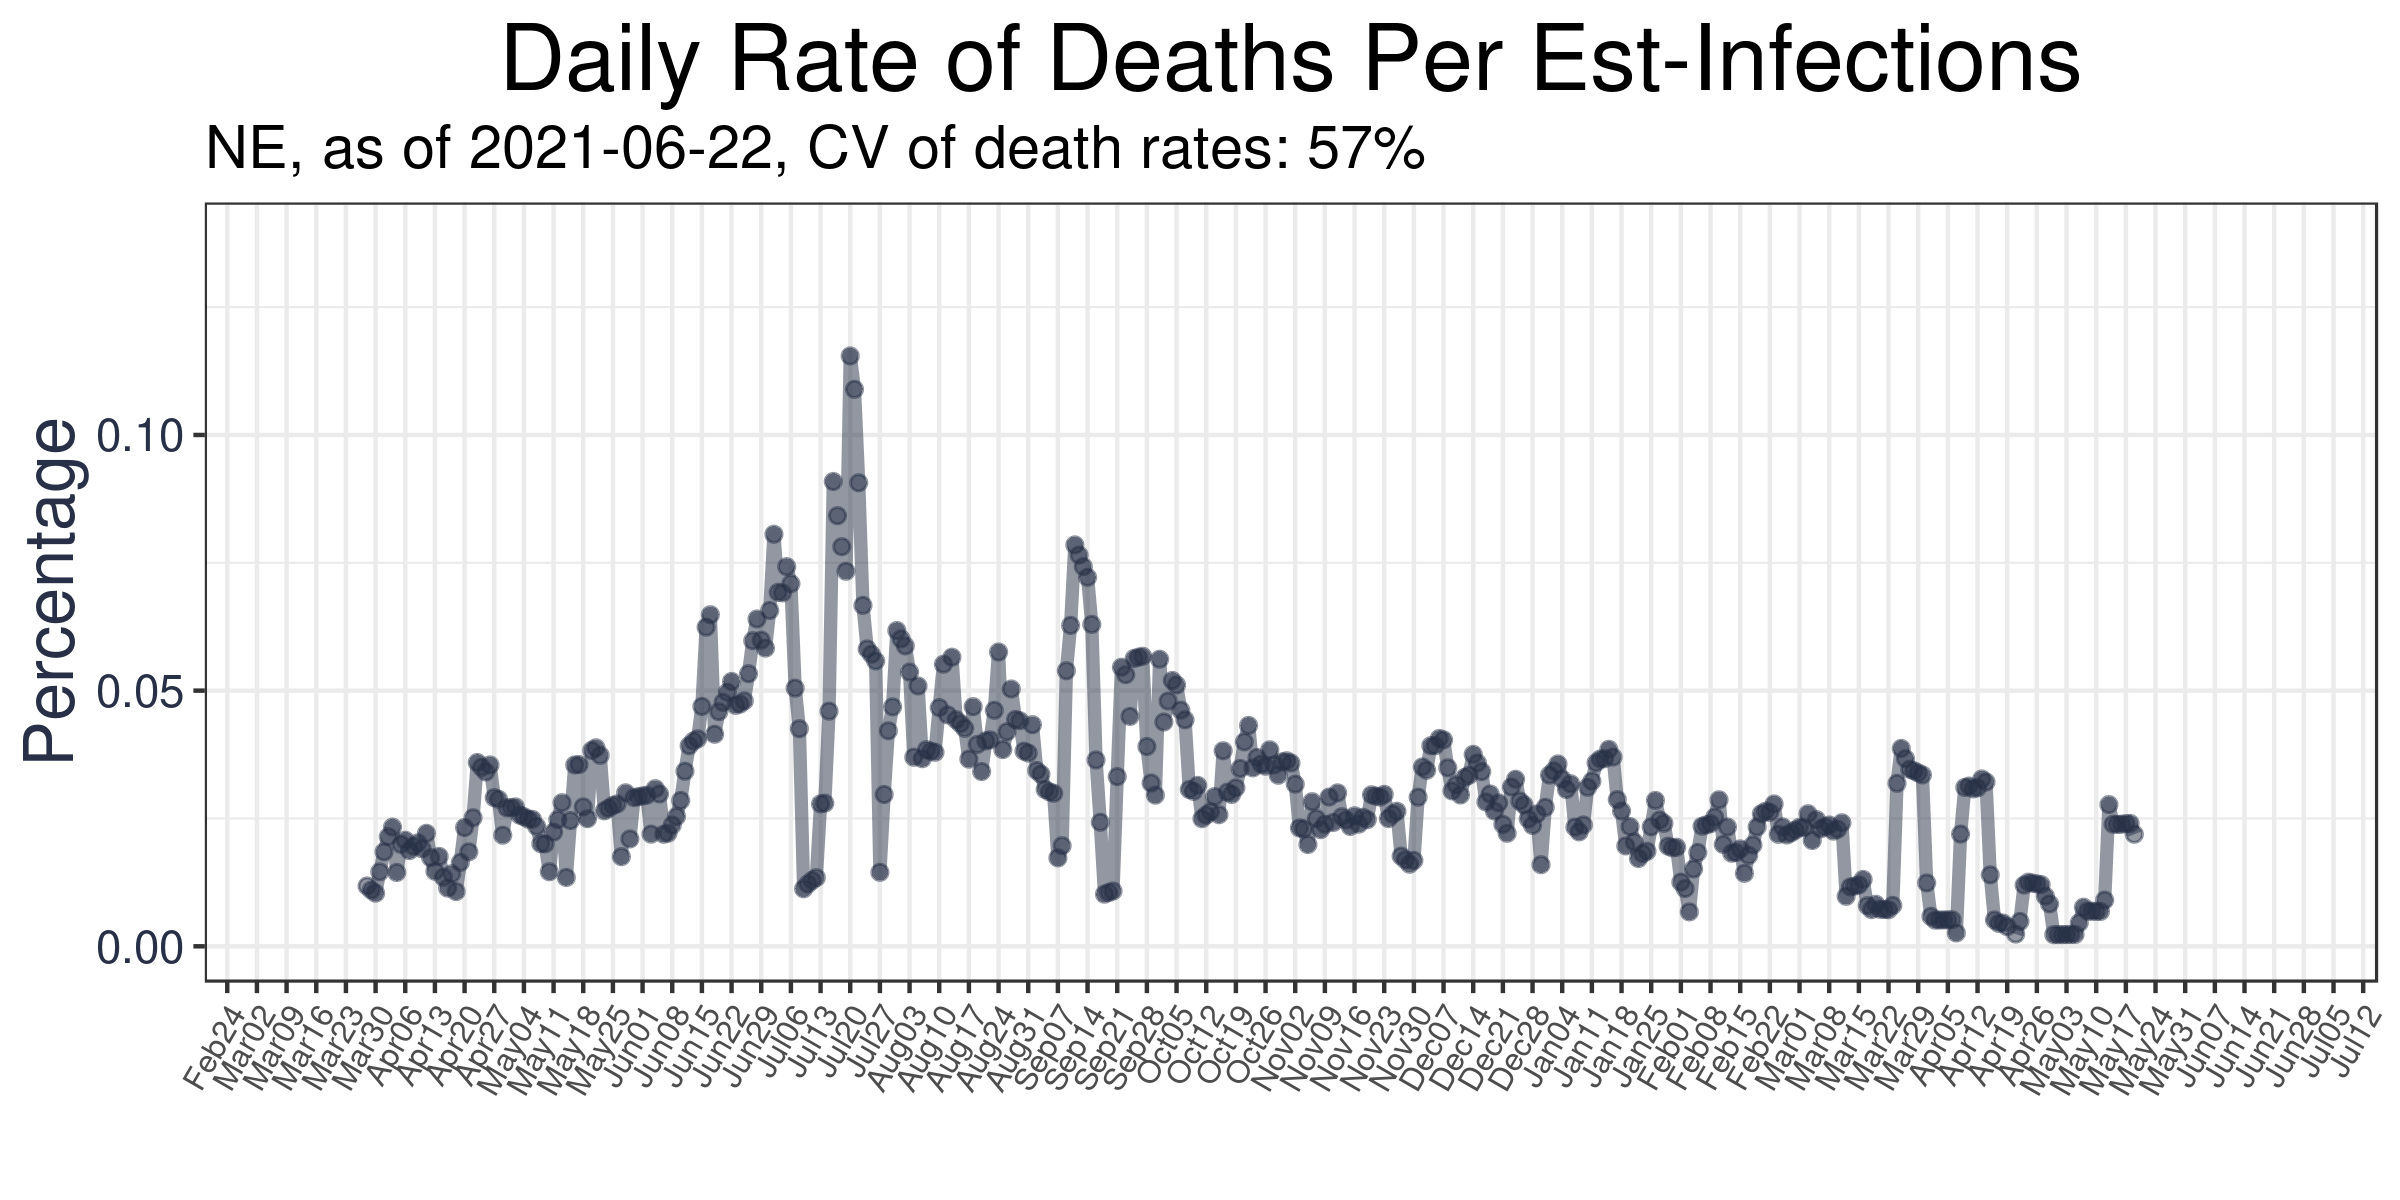 Daily Rate of Deaths Per Est-Infections
NE, as of 2021-06-22, CV of death rates: 57%
Percentage
0.10
0.05
0.00
Feb24
Mar02
Mar09
Mar16
Mar23
Mar30
Apr06
Apr13
Apr20
Apr27
May04
May11
May18
May25
Jun01
Jun08
Jun15
Jun22
Jun29
Jul06
Jul13
Jul20
Jul27
Aug03
Aug10
Aug17
Aug24
Aug31
Sep07
Sep14
Sep21
Sep28
Oct05
Oct12
Oct19
Oct26
Nov02
Nov09
Nov16
Nov23
Nov30
Dec07
Dec14
Dec21
Dec28
Jan04
Jan11
Jan18
Jan25
Feb01
Feb08
Feb15
Feb22
Mar01
Mar08
Mar15
Mar22
Mar29
Apr05
Apr12
Apr19
Apr26
May03
May10
May17
May24
May31
Jun07
Jun14
Jun21
Jun28
Jul05
Jul12